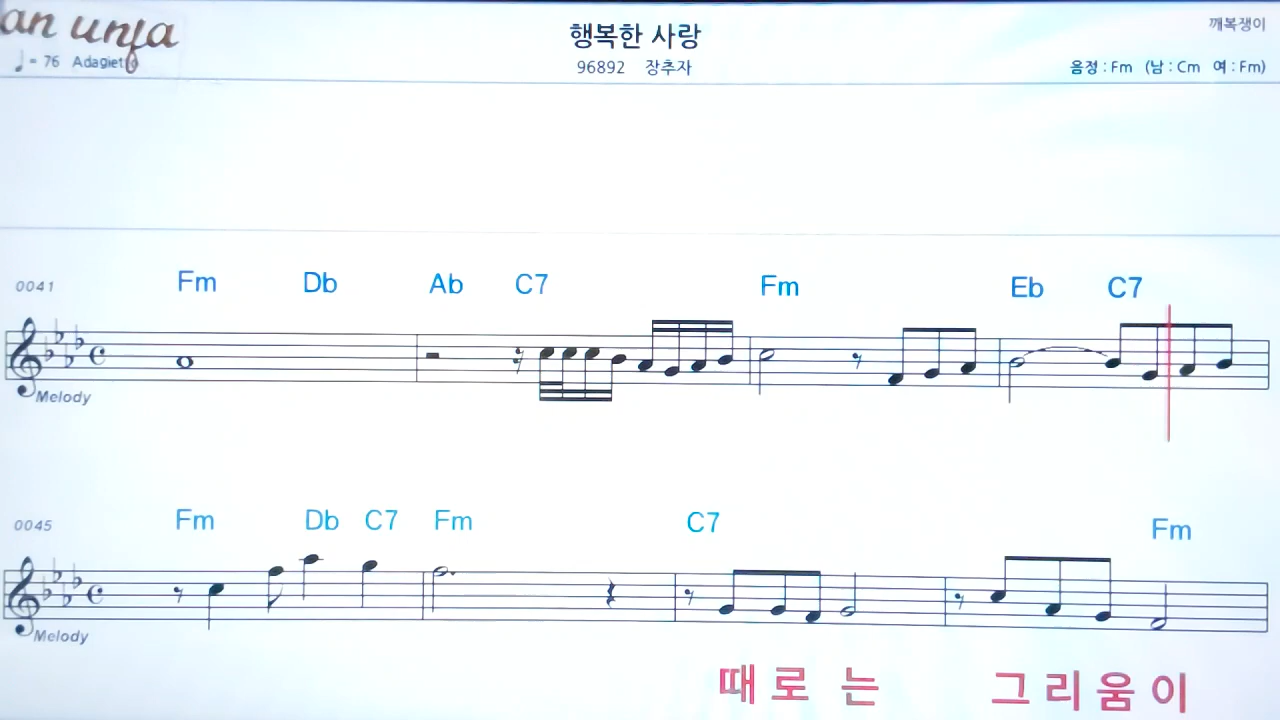 an unja
깨복쟁이
행복한 사랑
♩= 76 Adagietto
96892 장추자
음정 : Fm (남 : Cm 여 : Fm)
0041 Fm Db Ab C7 Fm Eb C7
Melody
0045 Fm Db C7 Fm C7 Fm
Melody
때로 는 그리움이